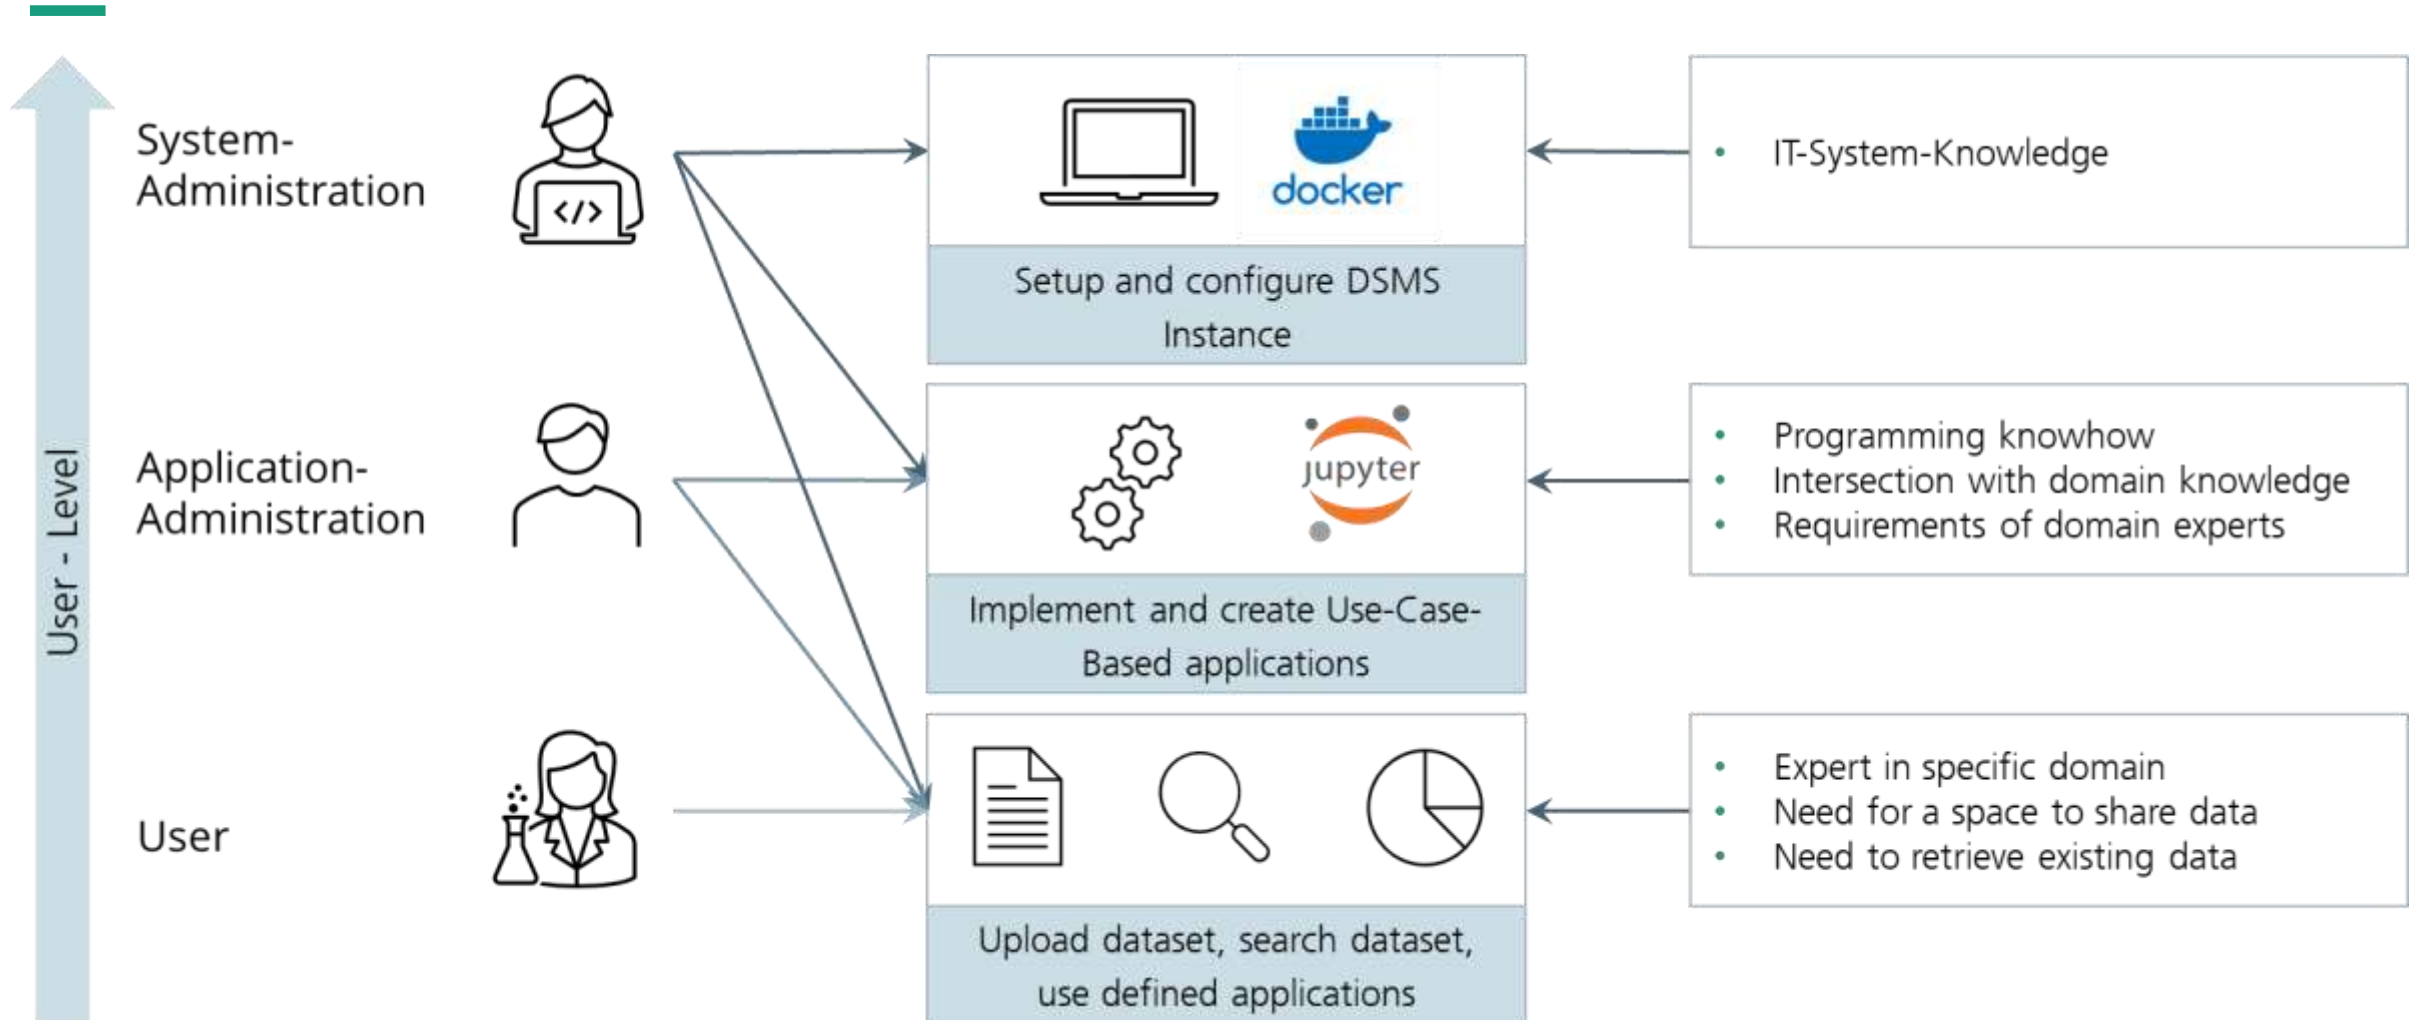 User - Level
System-
Administration
</>
docker
Setup and configure DSMS
Instance
• IT-System-Knowledge
Application-
Administration
jupyter
Implement and create Use-Case-
Based applications
• Programming knowhow
• Intersection with domain knowledge
• Requirements of domain experts
User
Upload dataset, search dataset,
use defined applications
• Expert in specific domain
• Need for a space to share data
• Need to retrieve existing data